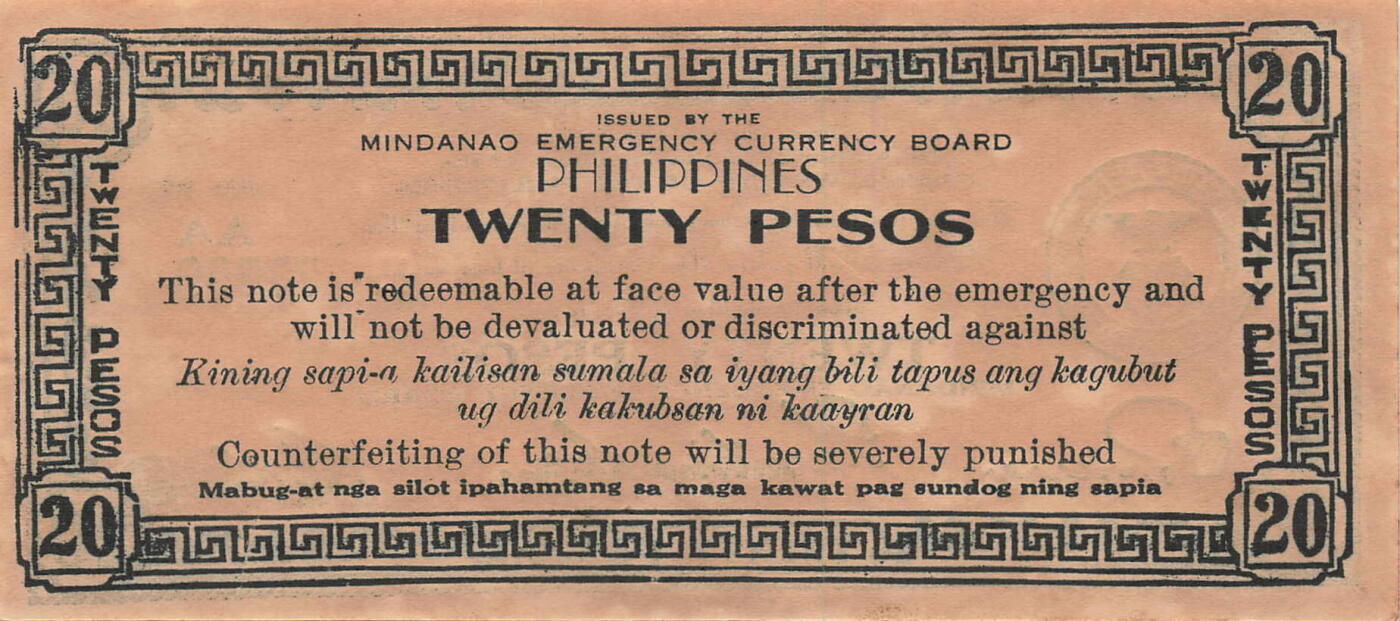 20
20
ISSUED BY THE
MINDANAO EMERGENCY CURRENCY BOARD
PHILIPPINES
TWENTY PESOS
TWENTY PESOS
TWENTY PESOS
This note is redeemable at face value after the emergency and
will not be devaluated or discriminated against
Kining sapi-a kailisan sumala sa iyang bili tapus ang kagubut
ug dili kakubsan ni kaayran
Counterfeiting of this note will be severely punished
Mabug-at nga silot ipahamtang sa maga kawat pag sundog ning sapia
20
20